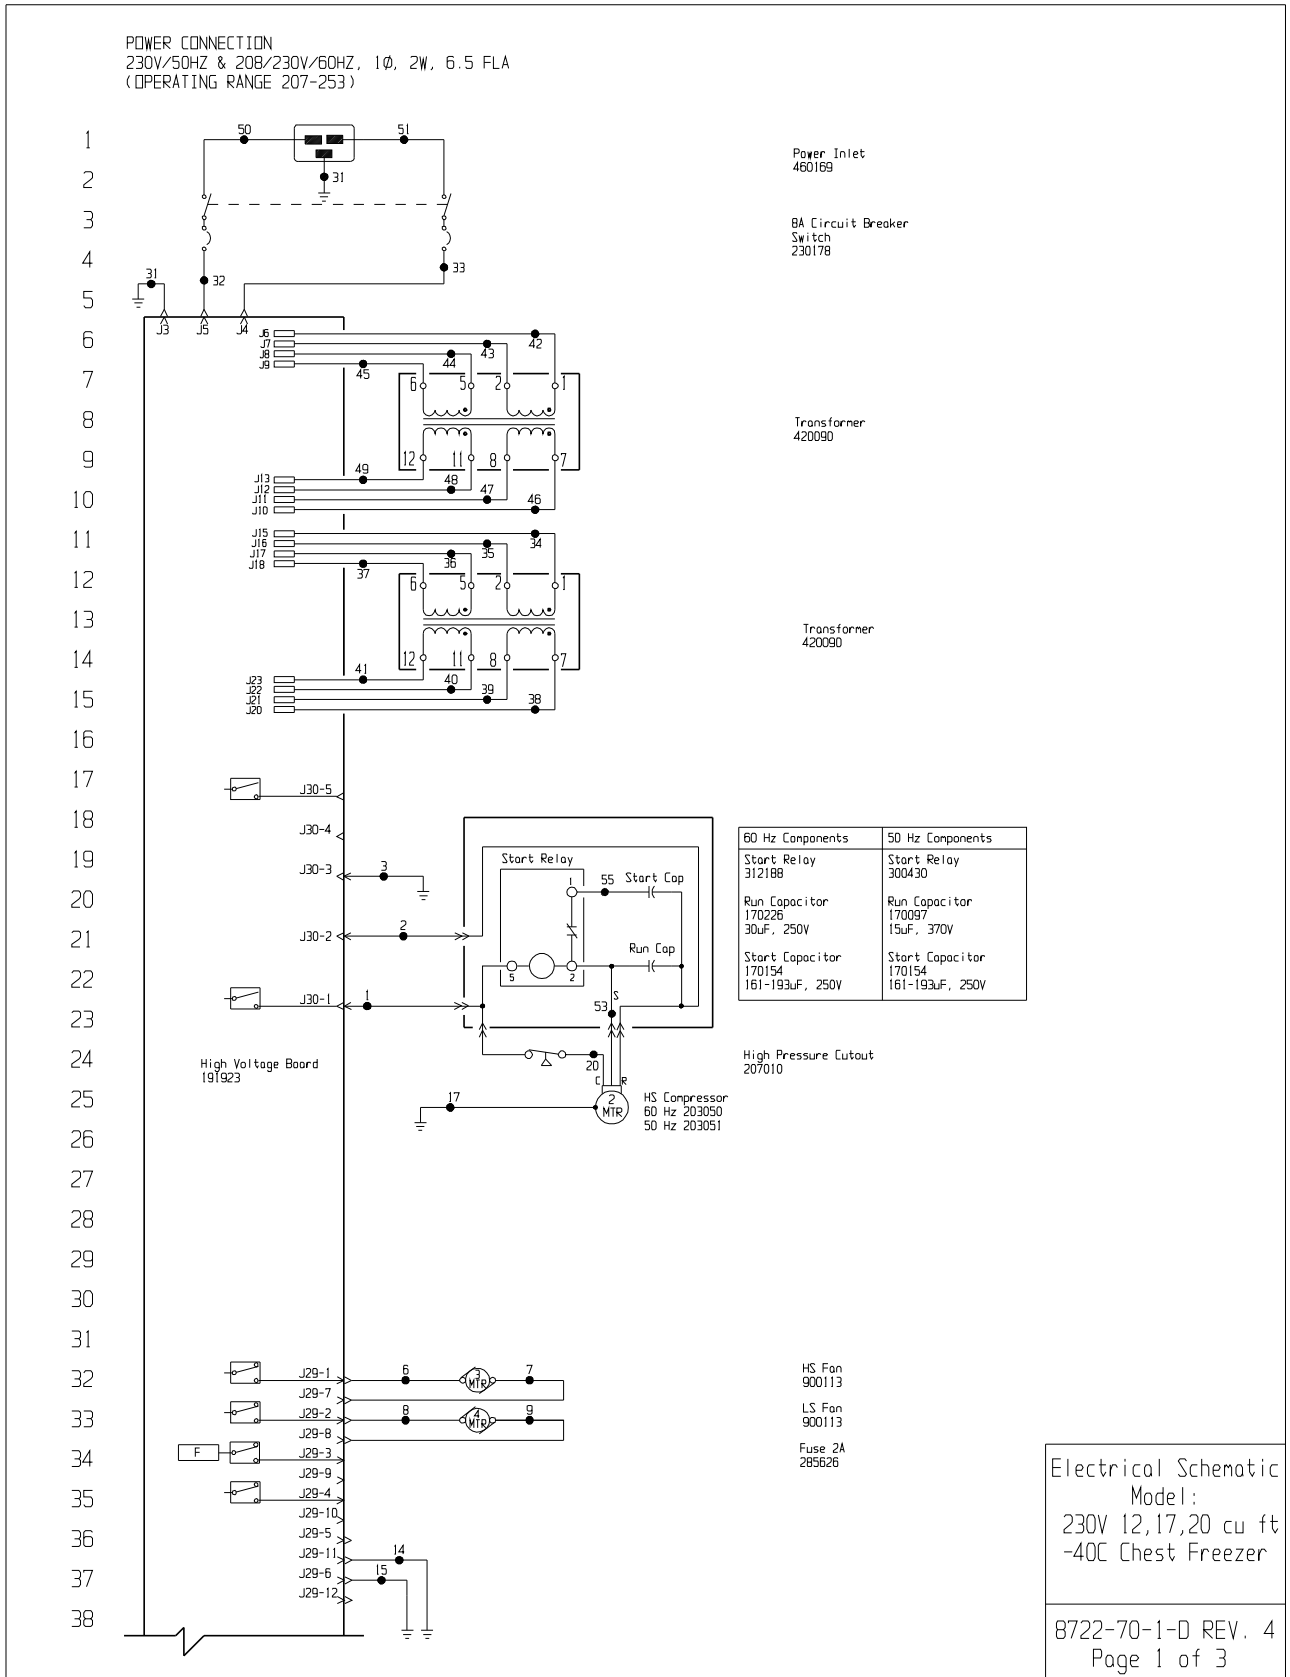 POWER CONNECTION
230V/50HZ & 208/230V/60HZ, 1Ø, 2W, 6.5 FLA
(OPERATING RANGE 207-253)
1
50
51
Power Inlet
460169
2
31
3
8A Circuit Breaker
Switch
230178
4
31
32
33
5
J3
J5
J4
6
J6
J7
J8
J9
42
43
44
45
7
6
5
2
1
8
Transformer
420090
9
12
11
8
7
J13
J12
J11
J10
49
48
47
46
10
11
J15
J16
J17
J18
34
35
36
37
12
6
5
2
1
13
Transformer
420090
14
12
11
8
7
J23
J22
J21
J20
41
40
39
38
15
16
17
J30-5
18
J30-4
19
J30-3
3
Start Relay
1
55
Start Cap
20
21
J30-2
2
Run Cap
5
2
22
J30-1
1
S
53
23
60 Hz Components
50 Hz Components
Start Relay
312188
Start Relay
300430
Run Capacitor
170226
30uF, 250V
Run Capacitor
170097
15uF, 370V
Start Capacitor
170154
161-193uF, 250V
Start Capacitor
170154
161-193uF, 250V
24
High Voltage Board
191923
20
C
R
High Pressure Cutout
207010
25
17
2
MTR
HS Compressor
60 Hz 203050
50 Hz 203051
26
27
28
29
30
31
32
J29-1
J29-7
6
3
MTR
7
HS Fan
900113
33
J29-2
J29-8
8
4
MTR
9
LS Fan
900113
34
F
J29-3
J29-9
Fuse 2A
285626
35
J29-4
J29-10
36
J29-5
J29-11
14
37
J29-6
15
J29-12
38
Electrical Schematic
Model:
230V 12,17,20 cu ft
-40C Chest Freezer
8722-70-1-D REV. 4
Page 1 of 3